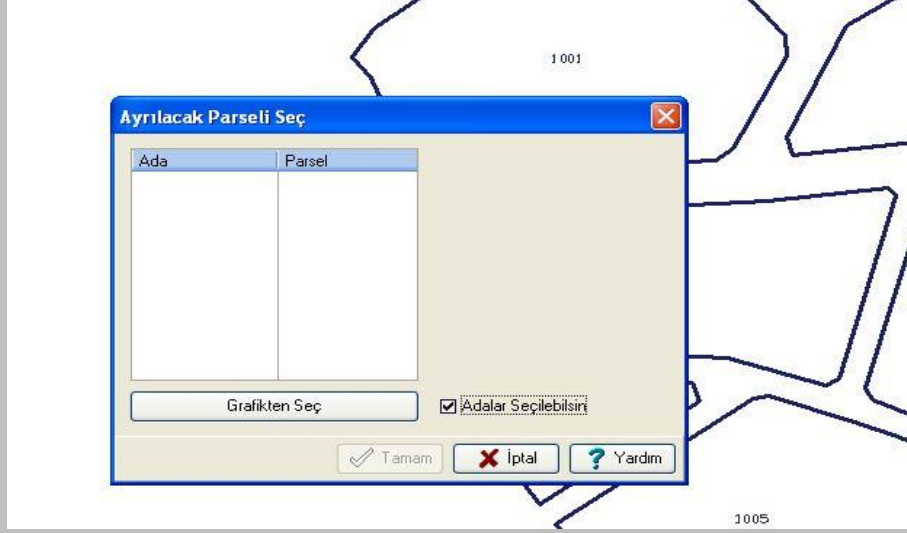 1001
Ayrılacak Parseli Seç
Ada Parsel
Grafikten Seç
Adalar Seçilebilsin
Tamam İptal Yardım
1005